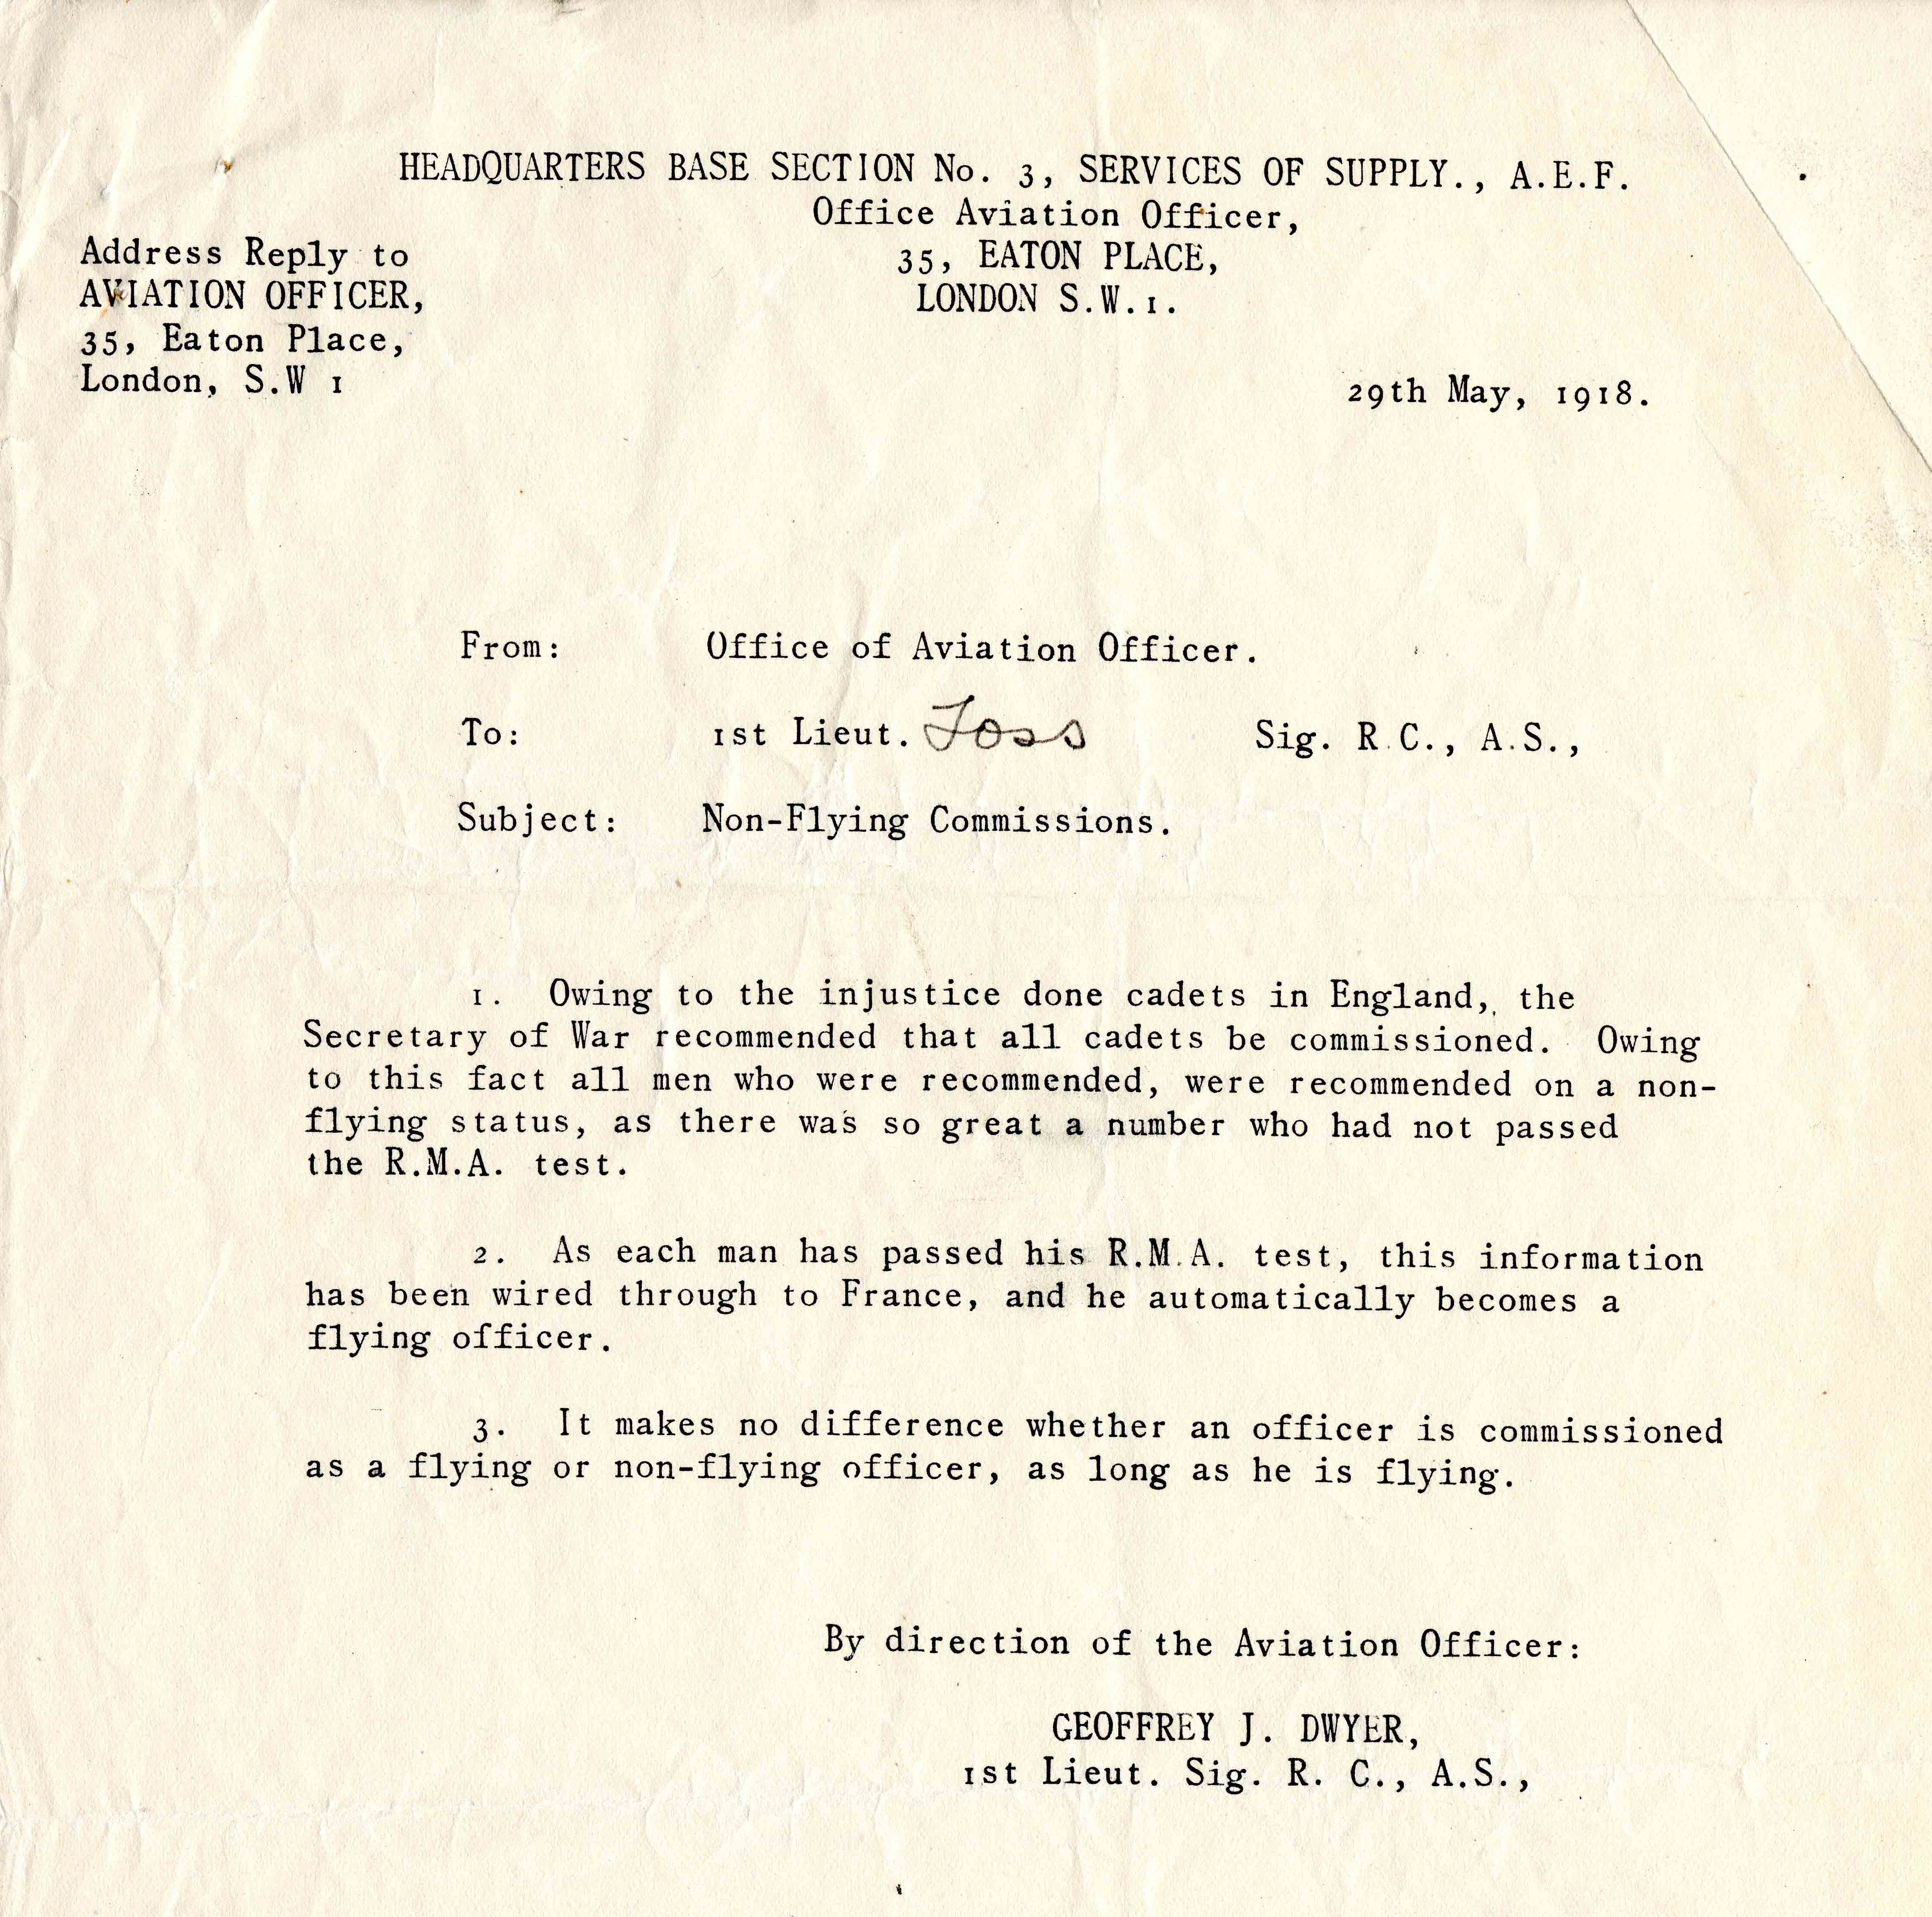 HEADQUARTERS BASE SECTION No. 3, SERVICES OF SUPPLY., A.E.F.
Office Aviation Officer,
35, EATON PLACE,
LONDON S.W.1.
Address Reply to
AVIATION OFFICER,
35, Eaton Place,
London, S.W 1
29th May, 1918.
From: Office of Aviation Officer.
To: 1st Lieut. Foss Sig. R.C., A.S.,
Subject: Non-Flying Commissions.
1. Owing to the injustice done cadets in England, the
Secretary of War recommended that all cadets be commissioned. Owing
to this fact all men who were recommended, were recommended on a non-
flying status, as there was so great a number who had not passed
the R.M.A. test.
2. As each man has passed his R.M.A. test, this information
has been wired through to France, and he automatically becomes a
flying officer.
3. It makes no difference whether an officer is commissioned
as a flying or non-flying officer, as long as he is flying.
By direction of the Aviation Officer:
GEOFFREY J. DWYER,
1st Lieut. Sig. R. C., A.S.,